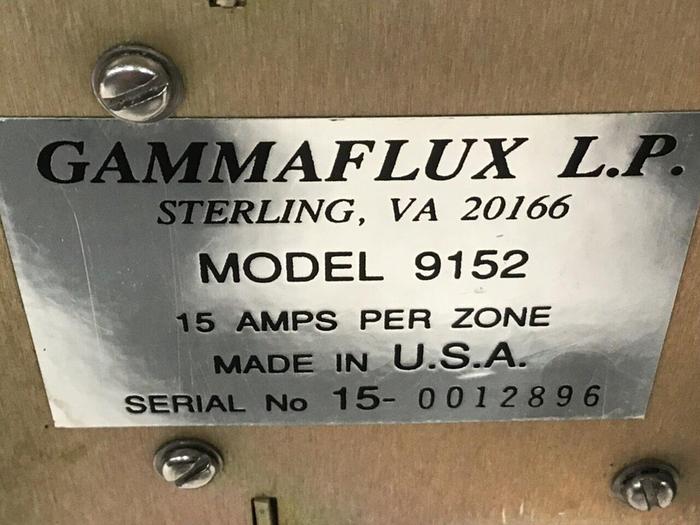 GAMMAFLUX L.P.
STERLING, VA 20166
MODEL 9152
15 AMPS PER ZONE
MADE IN U.S.A.
SERIAL No 15- 0012896